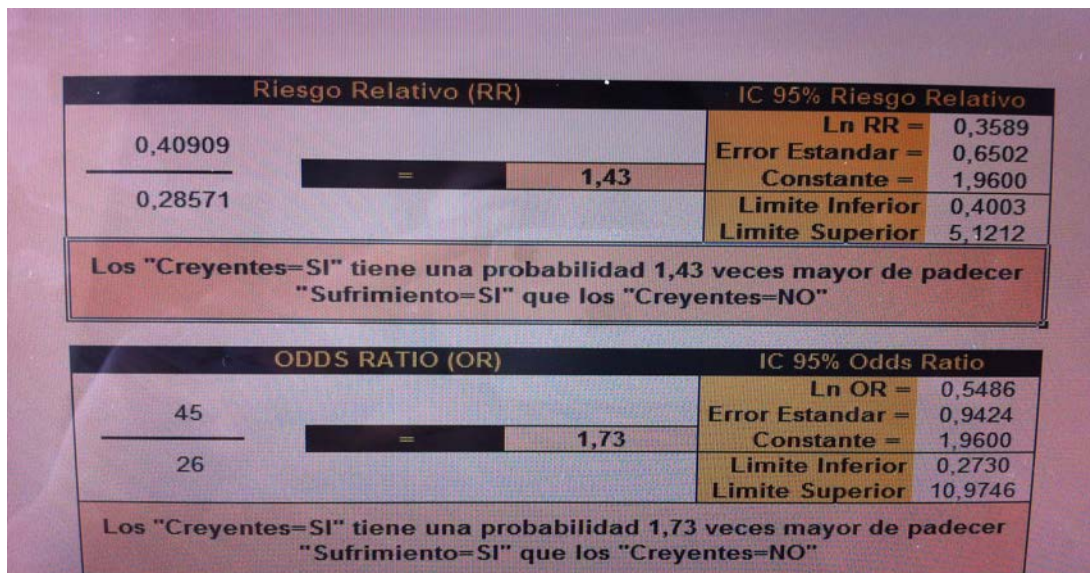 Riesgo Relativo (RR)
IC 95% Riesgo Relativo
0,40909
0,28571
=
1,43
Ln RR = 0,3589
Error Estandar = 0,6502
Constante = 1,9600
Limite Inferior 0,4003
Limite Superior 5,1212
Los "Creyentes=SI" tiene una probabilidad 1,43 veces mayor de padecer
"Sufrimiento=SI" que los "Creyentes=NO"
ODDS RATIO (OR)
IC 95% Odds Ratio
45
26
=
1,73
Ln OR = 0,5486
Error Estandar = 0,9424
Constante = 1,9600
Limite Inferior 0,2730
Limite Superior 10,9746
Los "Creyentes=SI" tiene una probabilidad 1,73 veces mayor de padecer
"Sufrimiento=SI" que los "Creyentes=NO"